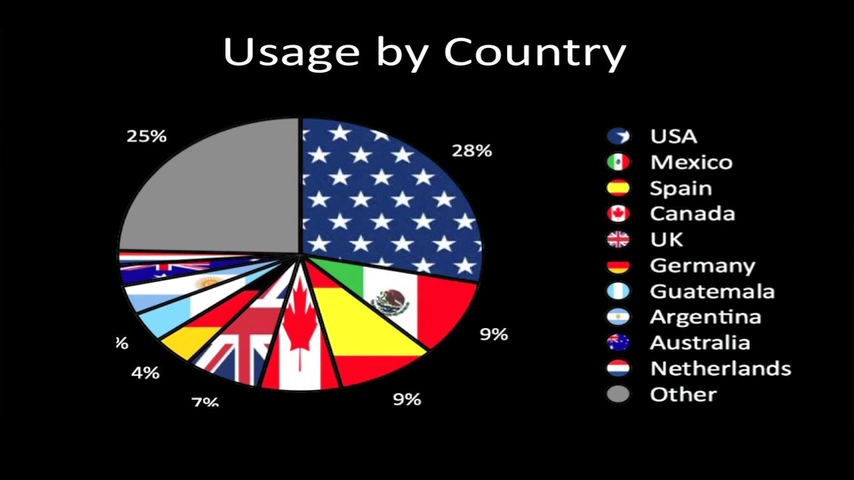 Usage by Country
25%
28%
9%
9%
7%
4%
%
USA
Mexico
Spain
Canada
UK
Germany
Guatemala
Argentina
Australia
Netherlands
Other